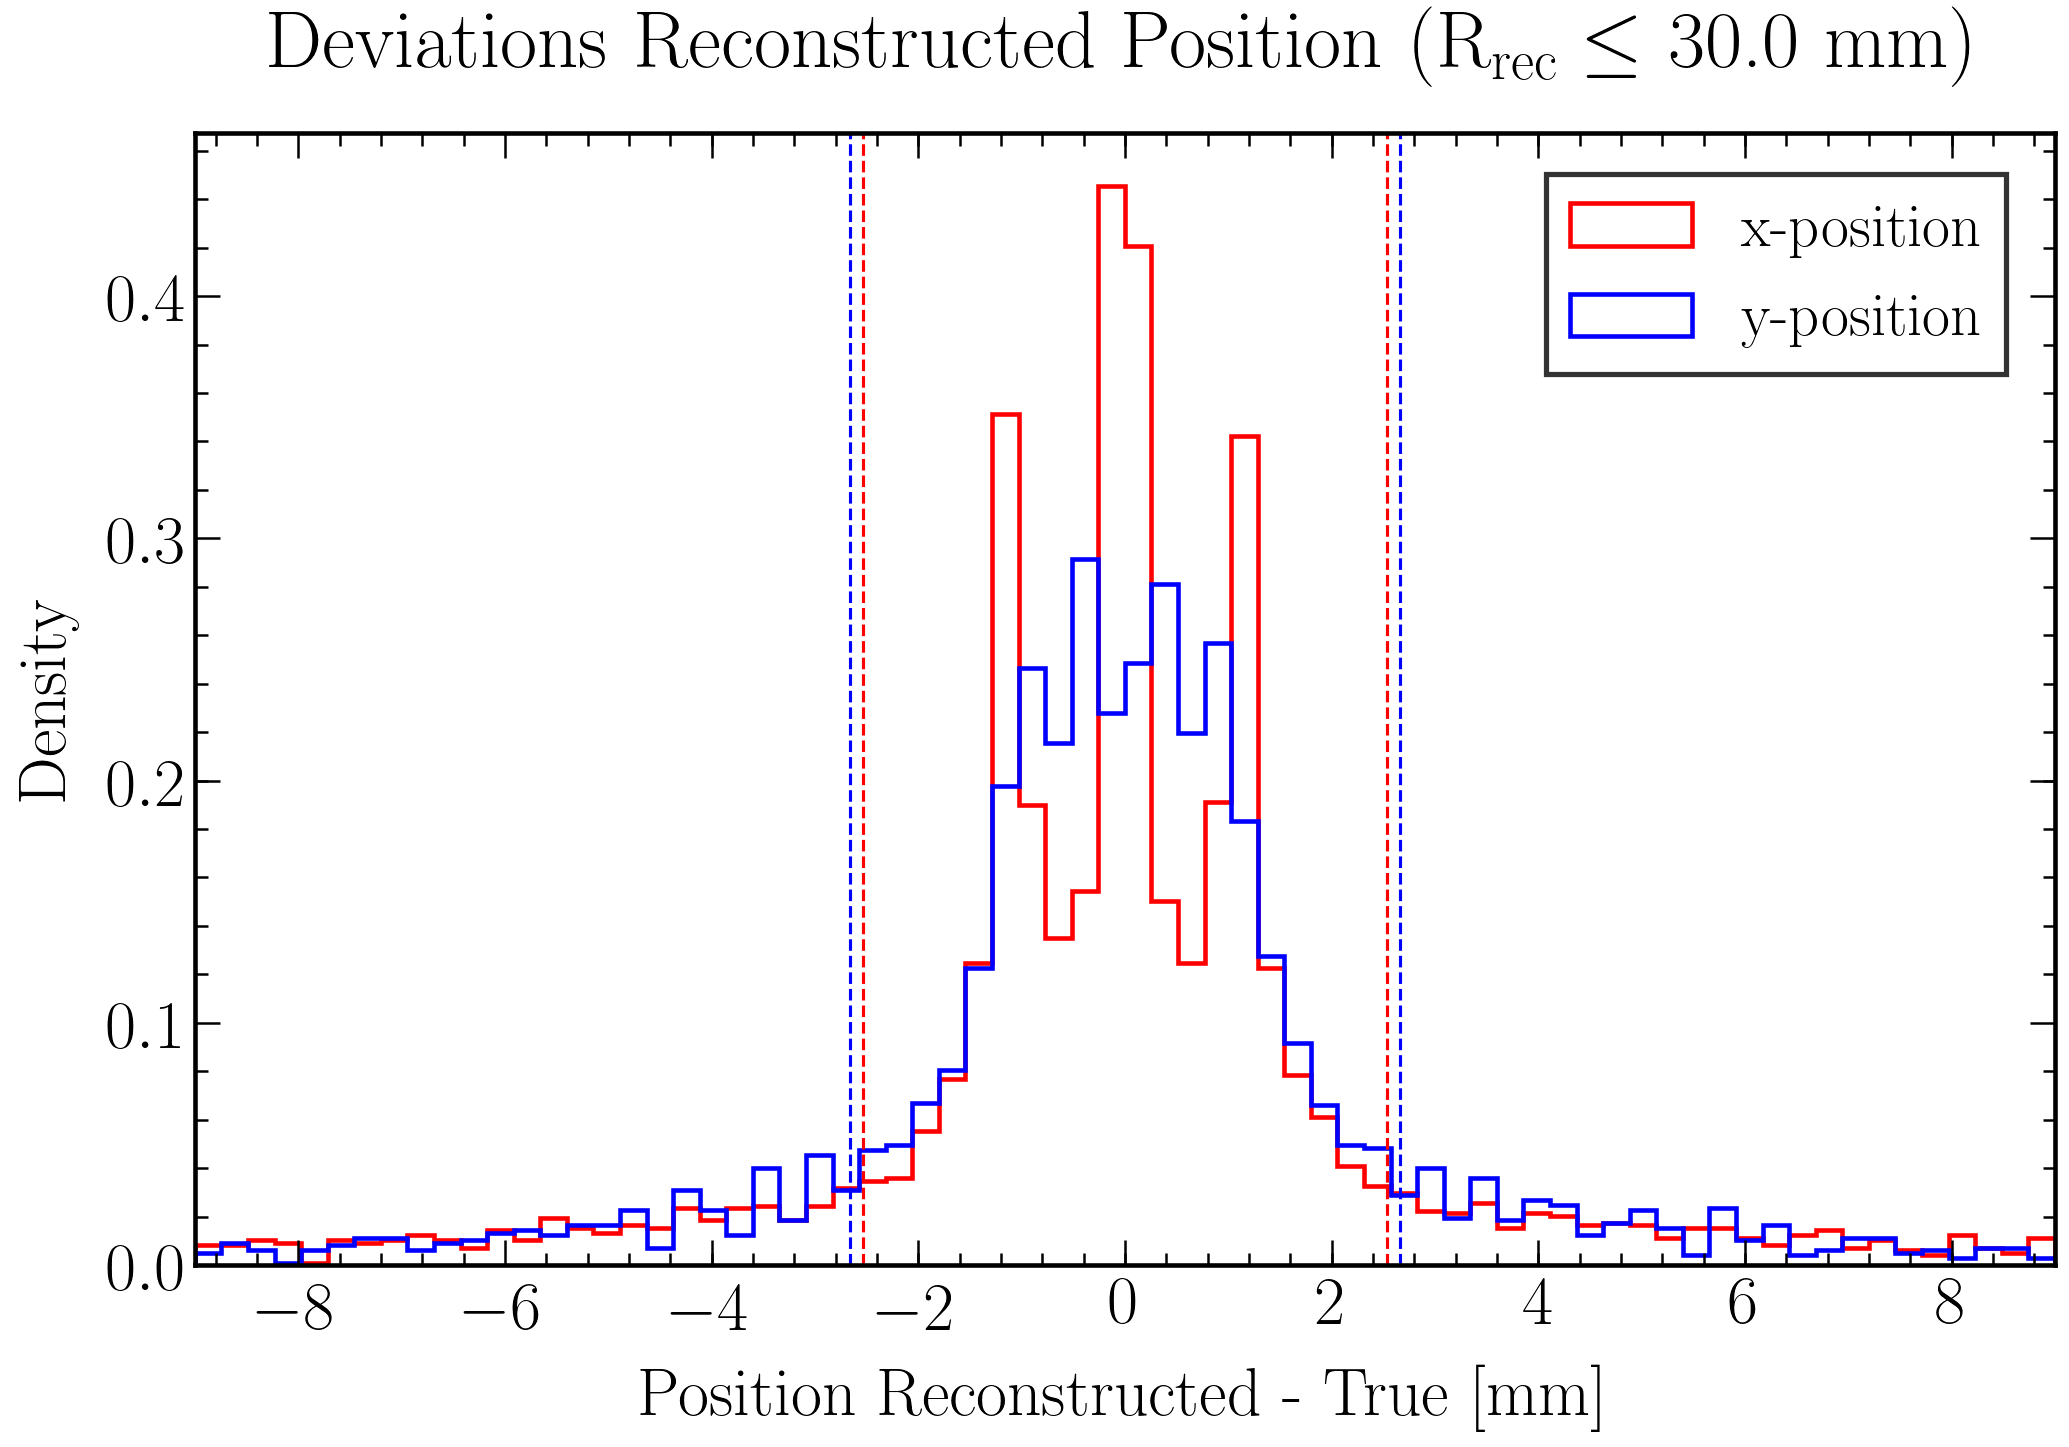 Deviations Reconstructed Position (R_rec ≤ 30.0 mm)
x-position
y-position
Density
0.4
0.3
0.2
0.1
0.0
−8 −6 −4 −2 0 2 4 6 8
Position Reconstructed - True [mm]